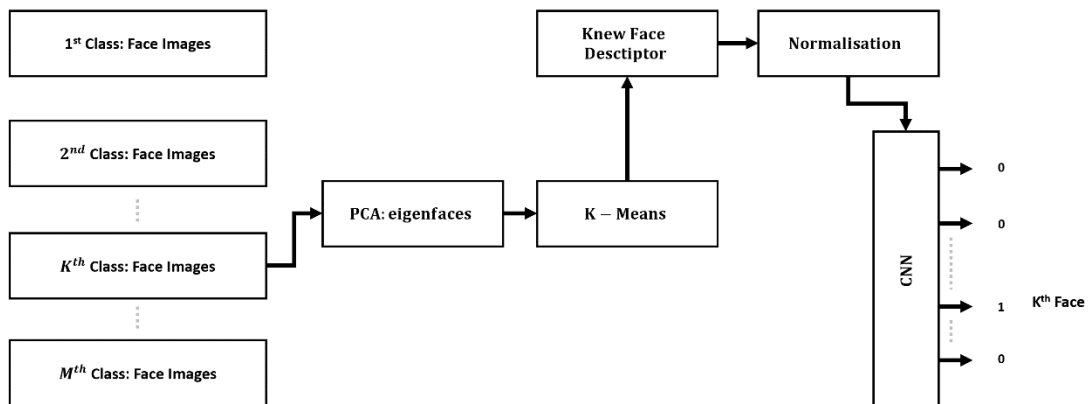 1st Class: Face Images
2nd Class: Face Images
Kth Class: Face Images
Mth Class: Face Images
PCA: eigenfaces
K − Means
Knew Face
Desctiptor
Normalisation
CNN
0
0
1
Kth Face
0